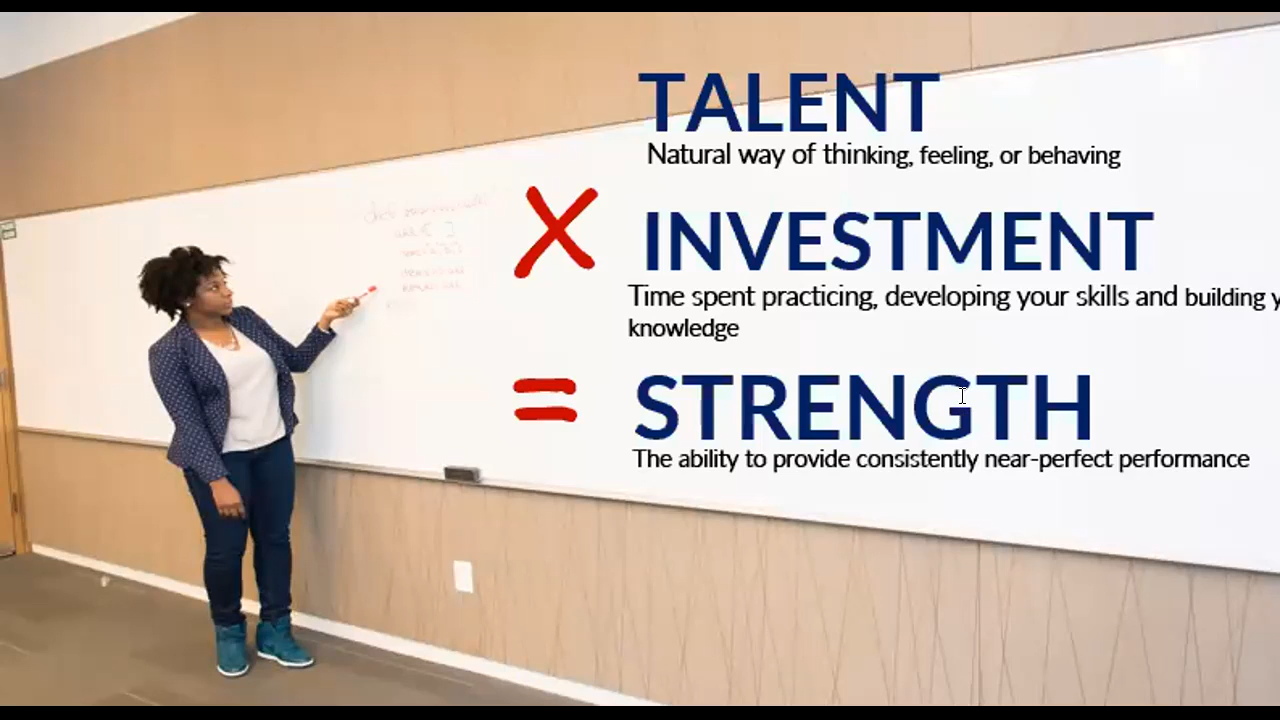 TALENT
Natural way of thinking, feeling, or behaving
X INVESTMENT
Time spent practicing, developing your skills and building y
knowledge
= STRENGTH
The ability to provide consistently near-perfect performance